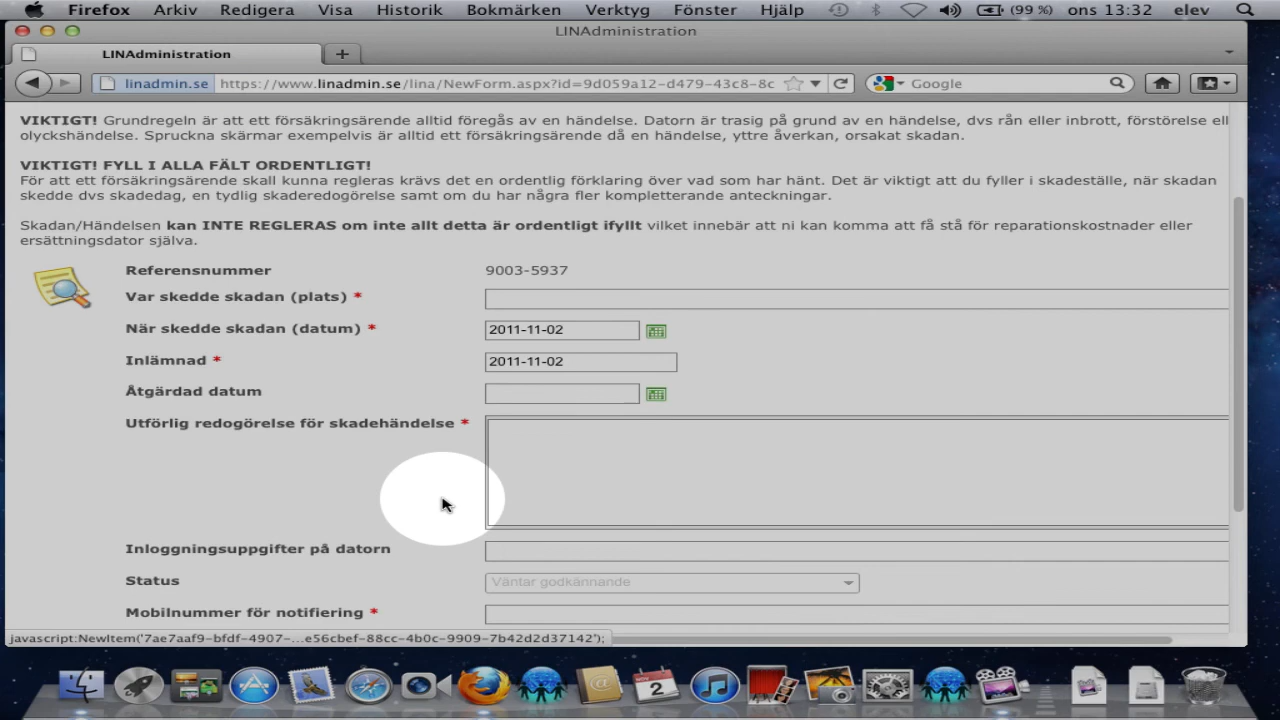 Firefox Arkiv Redigera Visa Historik Bokmärken Verktyg Fönster Hjälp (99 %) ons 13:32 elev
LINAdministration
LINAdministration
linadmin.se https://www.linadmin.se/lina/NewForm.aspx?id=9d059a12-d479-43c8-8c Google
VIKTIGT! Grundregeln är att ett försäkringsärende alltid föregås av en händelse. Datorn är trasig på grund av en händelse, dvs rån eller inbrott, förstörelse ell
olyckshändelse. Spruckna skärmar exempelvis är alltid ett försäkringsärende då en händelse, yttre åverkan, orsakat skadan.
VIKTIGT! FYLL I ALLA FÄLT ORDENTLIGT!
För att ett försäkringsärende skall kunna regleras krävs det en ordentlig förklaring över vad som har hänt. Det är viktigt att du fyller i skadeställe, när skadan
skedde dvs skadedag, en tydlig skaderedogörelse samt om du har några fler kompletterande anteckningar.
Skadan/Händelsen kan INTE REGLERAS om inte allt detta är ordentligt ifyllt vilket innebär att ni kan komma att få stå för reparationskostnader eller
ersättningsdator själva.
Referensnummer 9003-5937
Var skedde skadan (plats) *
När skedde skadan (datum) * 2011-11-02
Inlämnad * 2011-11-02
Åtgärdad datum
Utförlig redogörelse för skadehändelse *
Inloggningsuppgifter på datorn
Status Väntar godkännande
Mobilnummer för notifiering *
javascript:NewItem('7ae7aaf9-bfdf-4907-...e56cbef-88cc-4b0c-9909-7b42d2d37142');
2